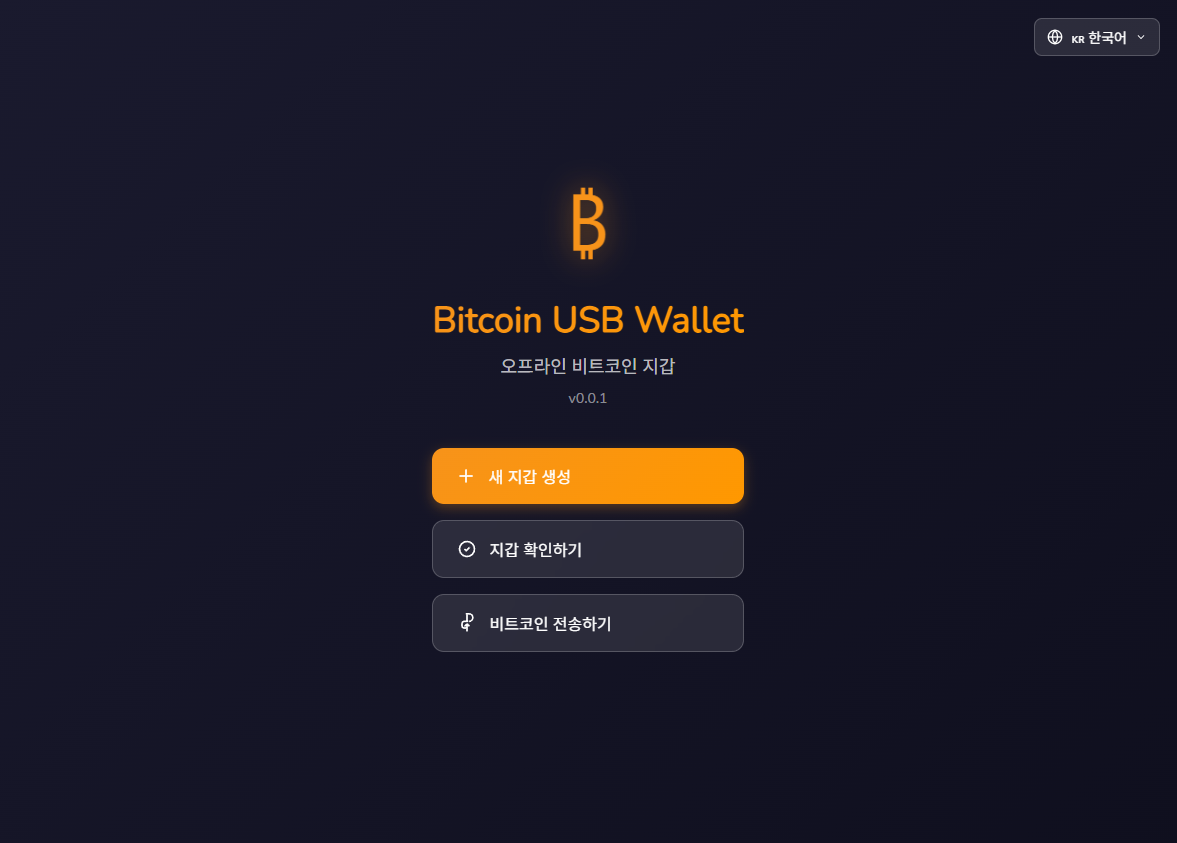 KR 한국어
₿
Bitcoin USB Wallet
오프라인 비트코인 지갑
v0.0.1
새 지갑 생성
지갑 확인하기
비트코인 전송하기